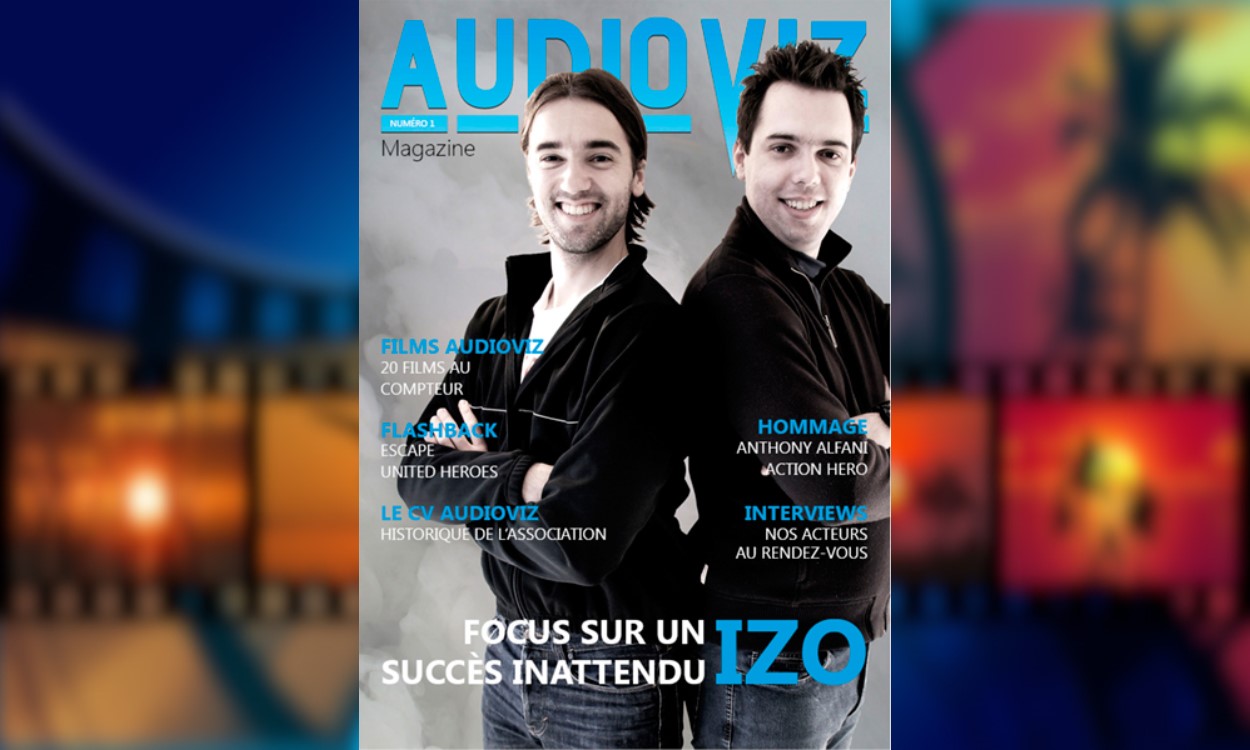 AUDIOVIZ
NUMÉRO 1
Magazine
FILMS AUDIOVIZ
20 FILMS AU
COMPTEUR
FLASHBACK
ESCAPE
UNITED HEROES
LE CV AUDIOVIZ
HISTORIQUE DE L'ASSOCIATION
HOMMAGE
ANTHONY ALFANI
ACTION HERO
INTERVIEWS
NOS ACTEURS
AU RENDEZ-VOUS
FOCUS SUR UN
SUCCÈS INATTENDU
IZO